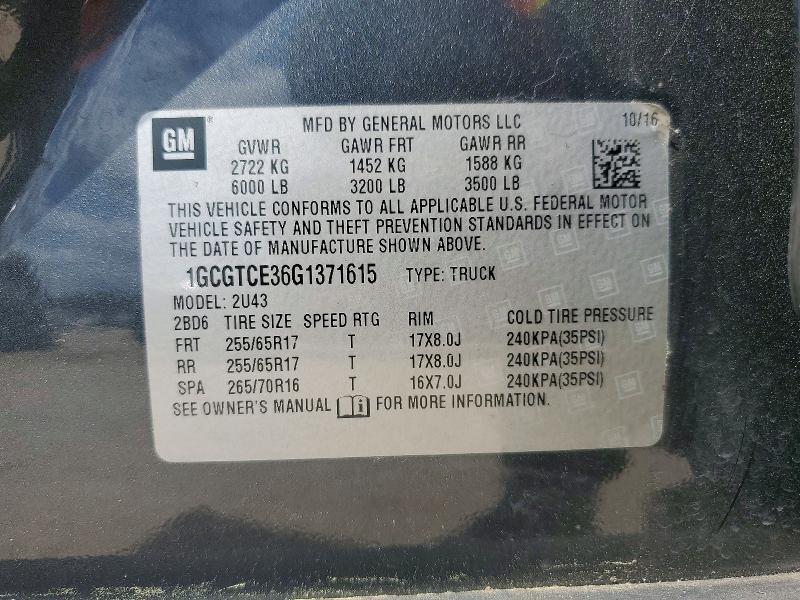 GM
MFD BY GENERAL MOTORS LLC 10/16
GVWR GAWR FRT GAWR RR
2722 KG 1452 KG 1588 KG
6000 LB 3200 LB 3500 LB
THIS VEHICLE CONFORMS TO ALL APPLICABLE U.S. FEDERAL MOTOR
VEHICLE SAFETY AND THEFT PREVENTION STANDARDS IN EFFECT ON
THE DATE OF MANUFACTURE SHOWN ABOVE.
1GCGTCE36G1371615 TYPE: TRUCK
MODEL: 2U43
2BD6 TIRE SIZE SPEED RTG RIM COLD TIRE PRESSURE
FRT 255/65R17 T 17X8.0J 240KPA(35PSI)
RR 255/65R17 T 17X8.0J 240KPA(35PSI)
SPA 265/70R16 T 16X7.0J 240KPA(35PSI)
SEE OWNER'S MANUAL i FOR MORE INFORMATION.